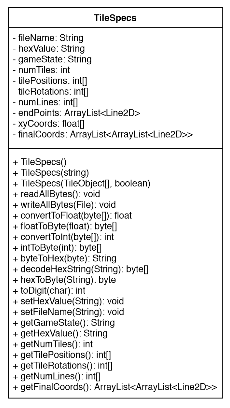 TileSpecs
- fileName: String
- hexValue: String
- gameState: String
- numTiles: int
- tilePositions: int[]
tileRotations: int[]
- numLines: int[]
- endPoints: ArrayList<Line2D>
- xyCoords: float[]
- finalCoords: ArrayList<ArrayList<Line2D>>
+ TileSpecs()
+ TileSpecs(string)
+ TileSpecs(TileObject[], boolean)
+ readAllBytes(): void
+ writeAllBytes(File): void
+ convertToFloat(byte[]): float
+ floatToByte(float): byte[]
+ convertToInt(byte[]): int
+ intToByte(int): byte[]
+ byteToHex(byte): String
+ decodeHexString(String): byte[]
+ hexToByte(String): byte
+ toDigit(char): int
+ setHexValue(String): void
+ setFileName(String): void
+ getGameState(): String
+ getHexValue(): String
+ getNumTiles(): int
+ getTilePositions(): int[]
+ getTileRotations(): int[]
+ getNumLines(): int[]
+ getFinalCoords(): ArrayList<ArrayList<Line2D>>